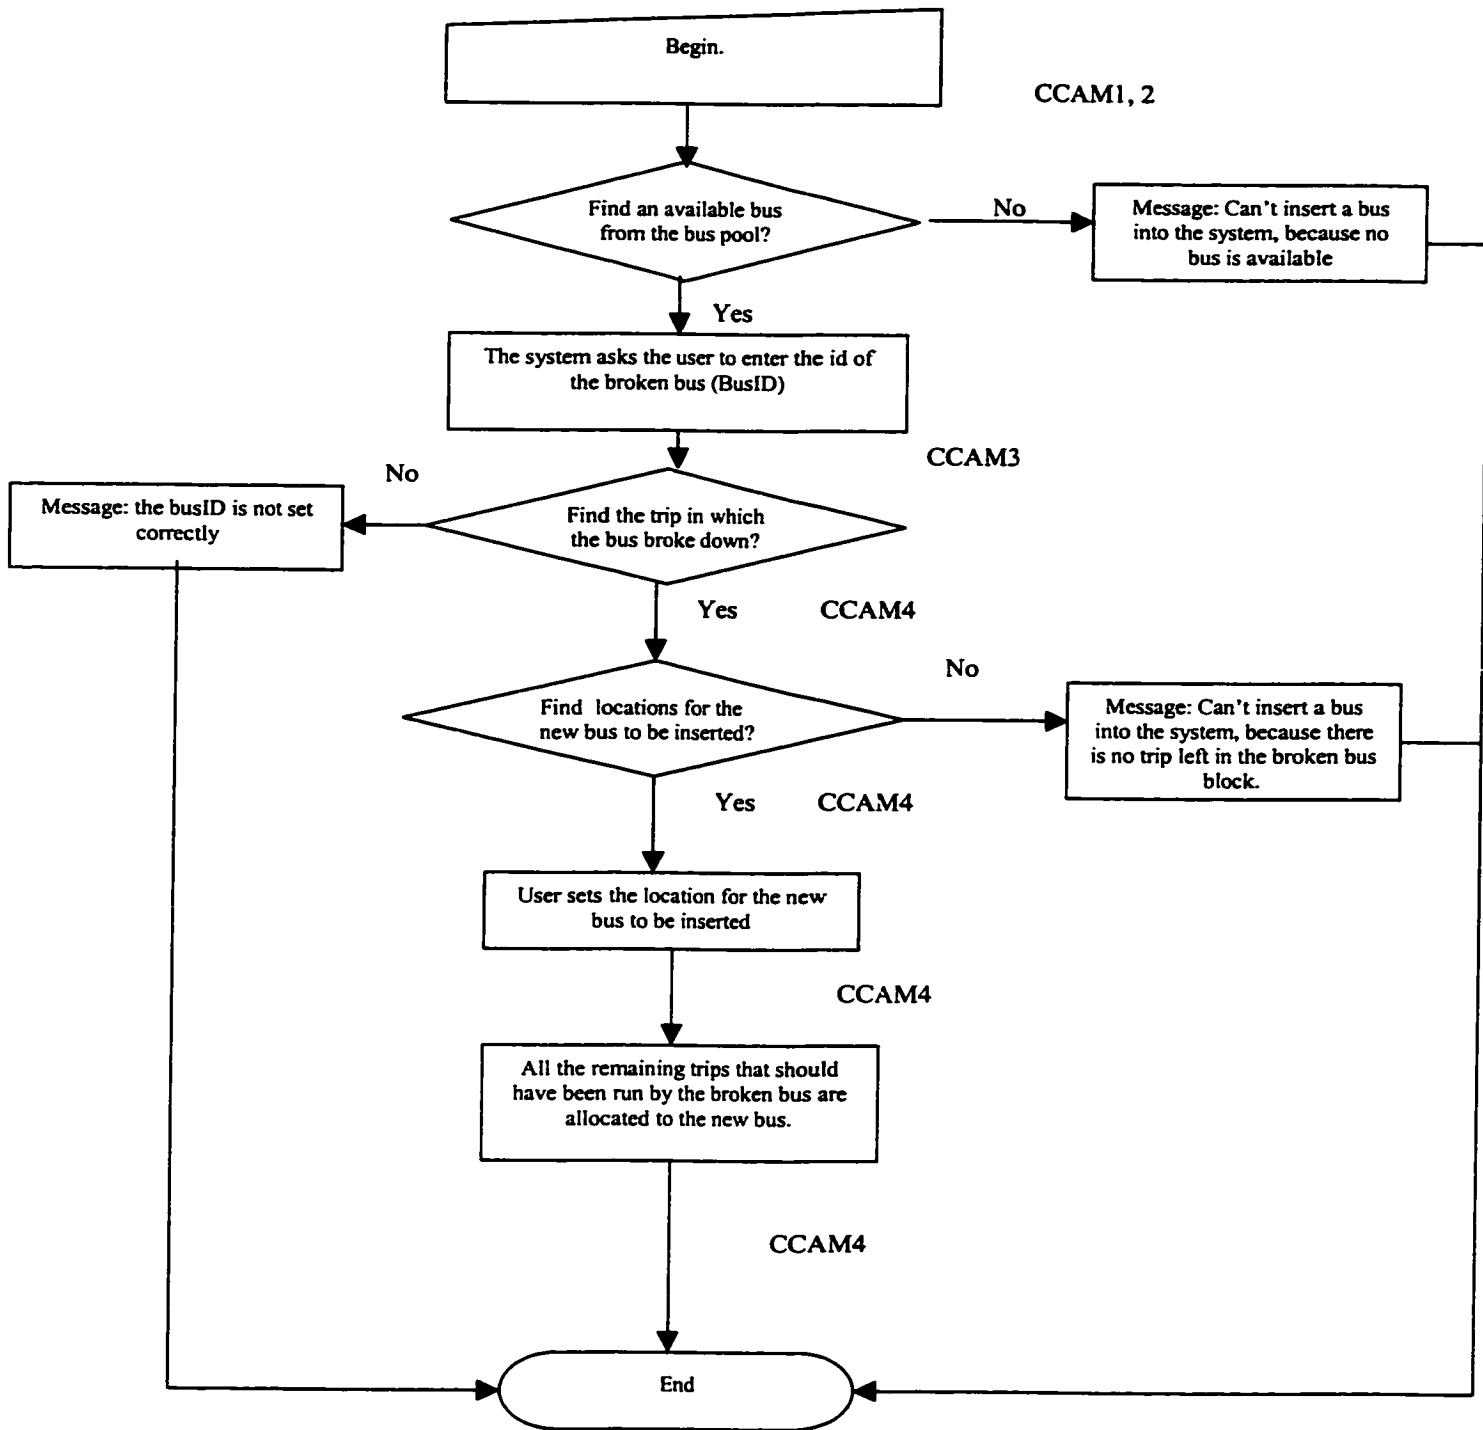 Begin.
CCAM1, 2
Find an available bus
from the bus pool?
No
Message: Can't insert a bus
into the system, because no
bus is available
Yes
The system asks the user to enter the id of
the broken bus (BusID)
CCAM3
No
Message: the busID is not set
correctly
Find the trip in which
the bus broke down?
Yes
CCAM4
No
Find locations for the
new bus to be inserted?
Message: Can't insert a bus
into the system, because there
is no trip left in the broken bus
block.
Yes
CCAM4
User sets the location for the new
bus to be inserted
CCAM4
All the remaining trips that should
have been run by the broken bus are
allocated to the new bus.
CCAM4
End